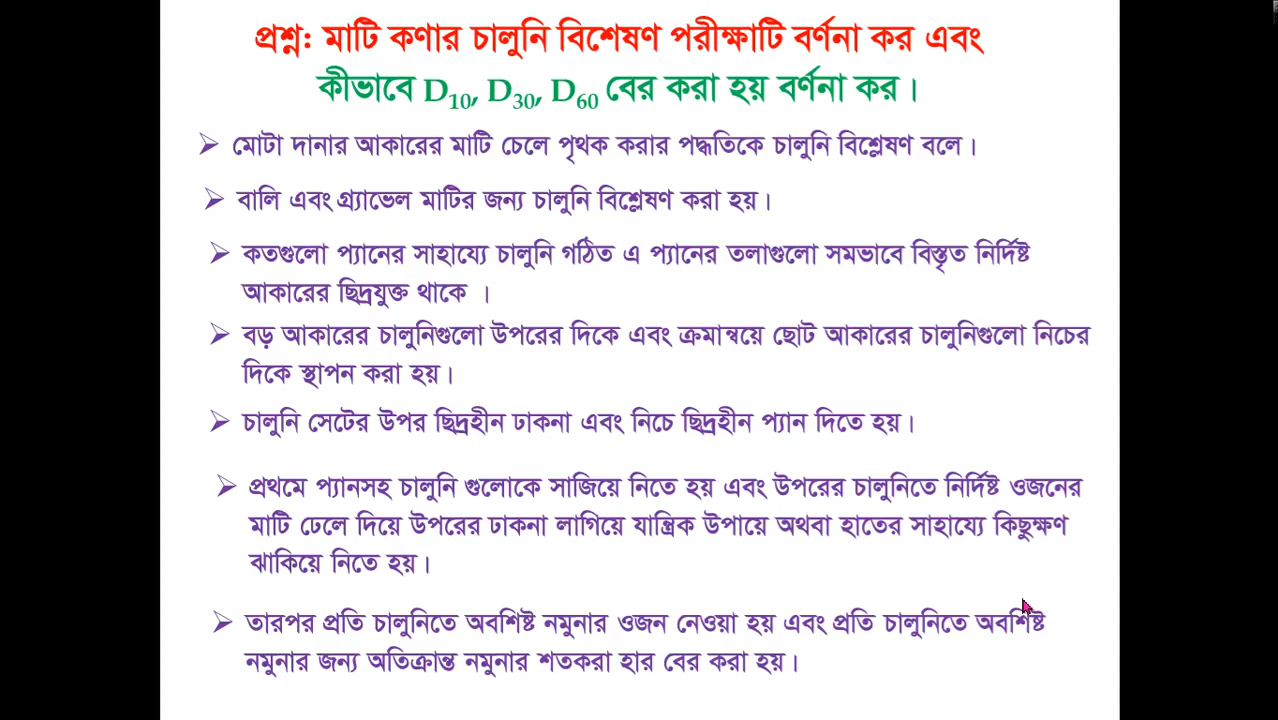 প্রশ্ন: মাটি কণার চালুনি বিশেষণ পরীক্ষাটি বর্ণনা কর এবং
কীভাবে D10, D30, D60 বের করা হয় বর্ণনা কর।
➢ মোটা দানার আকারের মাটি চেলে পৃথক করার পদ্ধতিকে চালুনি বিশ্লেষণ বলে।
➢ বালি এবং গ্র্যাভেল মাটির জন্য চালুনি বিশ্লেষণ করা হয়।
➢ কতগুলো প্যানের সাহায্যে চালুনি গঠিত এ প্যানের তলাগুলো সমভাবে বিস্তৃত নির্দিষ্ট
আকারের ছিদ্রযুক্ত থাকে ।
➢ বড় আকারের চালুনিগুলো উপরের দিকে এবং ক্রমান্বয়ে ছোট আকারের চালুনিগুলো নিচের
দিকে স্থাপন করা হয়।
➢ চালুনি সেটের উপর ছিদ্রহীন ঢাকনা এবং নিচে ছিদ্রহীন প্যান দিতে হয়।
➢ প্রথমে প্যানসহ চালুনি গুলোকে সাজিয়ে নিতে হয় এবং উপরের চালুনিতে নির্দিষ্ট ওজনের
মাটি ঢেলে দিয়ে উপরের ঢাকনা লাগিয়ে যান্ত্রিক উপায়ে অথবা হাতের সাহায্যে কিছুক্ষণ
ঝাকিয়ে নিতে হয়।
➢ তারপর প্রতি চালুনিতে অবশিষ্ট নমুনার ওজন নেওয়া হয় এবং প্রতি চালুনিতে অবশিষ্ট
নমুনার জন্য অতিক্রান্ত নমুনার শতকরা হার বের করা হয়।